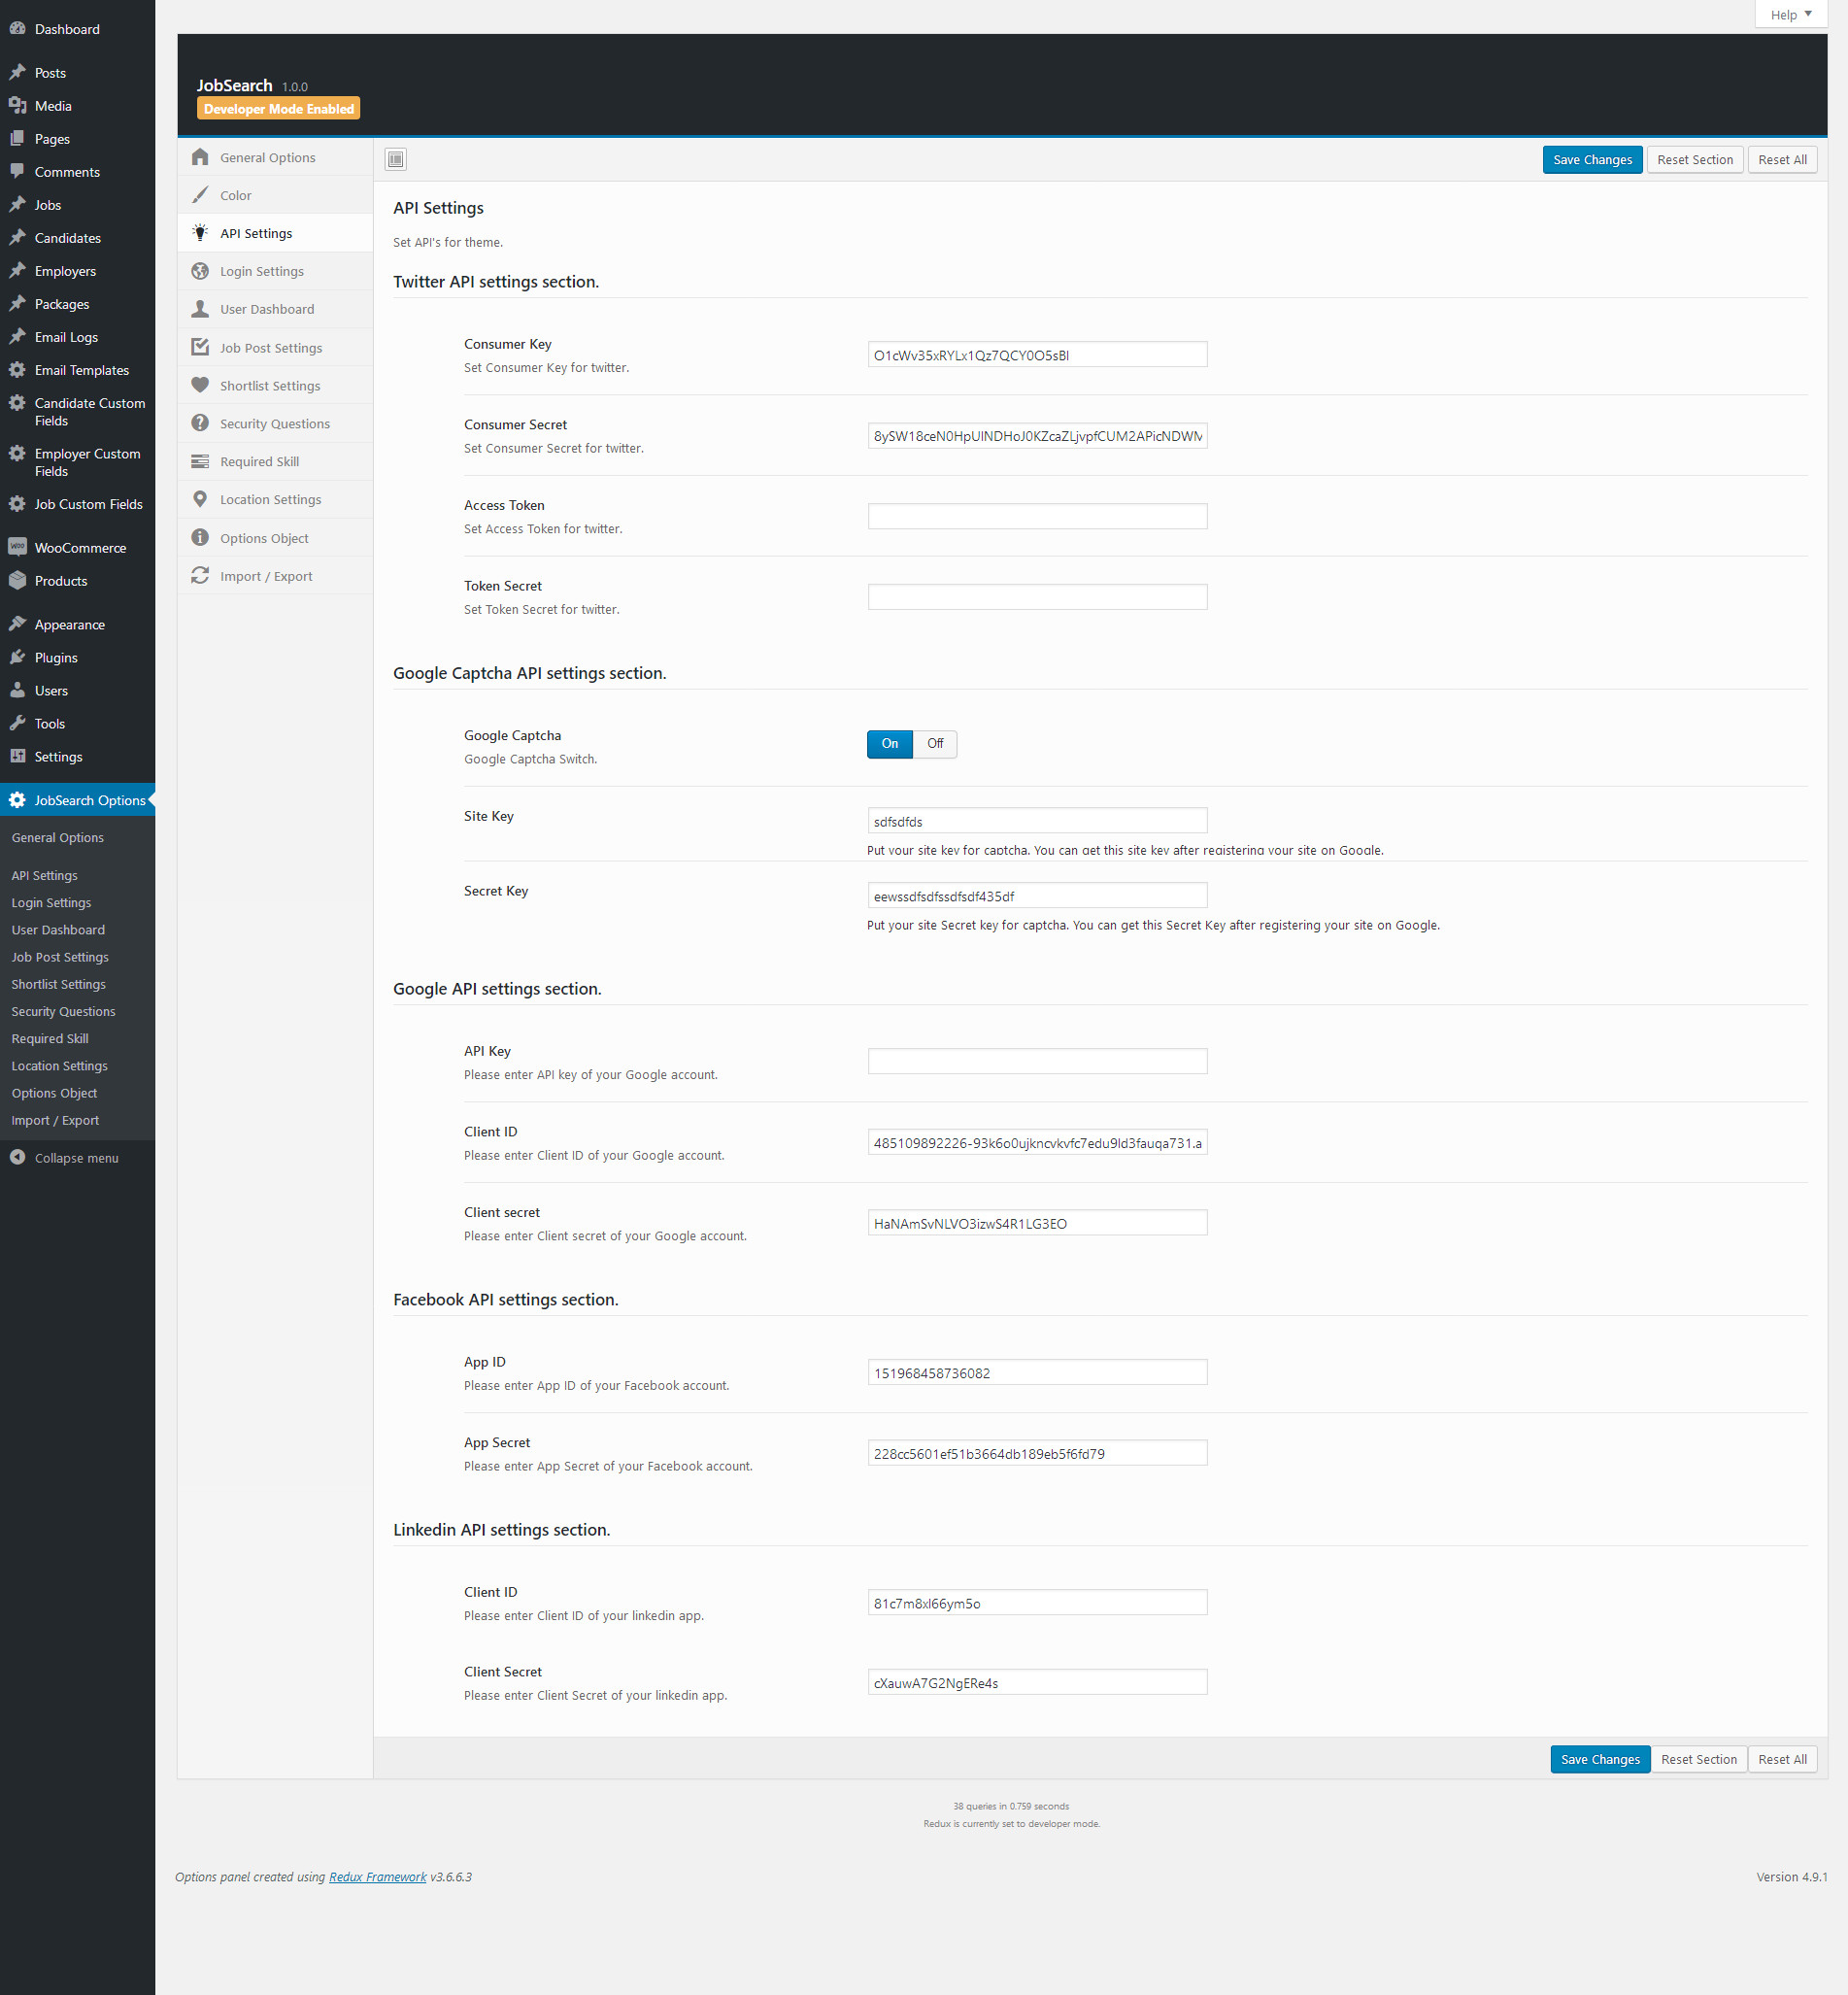 Help
Dashboard
Posts
Media
Pages
Comments
Jobs
Candidates
Employers
Packages
Email Logs
Email Templates
Candidate Custom
Fields
Employer Custom
Fields
Job Custom Fields
WooCommerce
Products
Appearance
Plugins
Users
Tools
Settings
JobSearch Options
General Options
API Settings
Login Settings
User Dashboard
Job Post Settings
Shortlist Settings
Security Questions
Required Skill
Location Settings
Options Object
Import / Export
Collapse menu
JobSearch 1.0.0
Developer Mode Enabled
General Options
Color
API Settings
Login Settings
User Dashboard
Job Post Settings
Shortlist Settings
Security Questions
Required Skill
Location Settings
Options Object
Import / Export
Save Changes Reset Section Reset All
API Settings
Set API's for theme.
Twitter API settings section.
Consumer Key
Set Consumer Key for twitter.
O1cWv35xRYLx1Qz7QCY0O5sBI
Consumer Secret
Set Consumer Secret for twitter.
8ySW18ceN0HpUINDHoJ0KZcaZLjvpfCUM2APicNDWM
Access Token
Set Access Token for twitter.
Token Secret
Set Token Secret for twitter.
Google Captcha API settings section.
Google Captcha
Google Captcha Switch.
On Off
Site Key
sdfsdfds
Put your site key for captcha. You can get this site key after registering your site on Google.
Secret Key
eewssdfsdfssdfsdf435df
Put your site Secret key for captcha. You can get this Secret Key after registering your site on Google.
Google API settings section.
API Key
Please enter API key of your Google account.
Client ID
Please enter Client ID of your Google account.
485109892226-93k6o0ujkncvkvfc7edu9ld3fauqa731.a
Client secret
Please enter Client secret of your Google account.
HaNAmSvNLVO3izwS4R1LG3EO
Facebook API settings section.
App ID
Please enter App ID of your Facebook account.
151968458736082
App Secret
Please enter App Secret of your Facebook account.
228cc5601ef51b3664db189eb5f6fd79
Linkedin API settings section.
Client ID
Please enter Client ID of your linkedin app.
81c7m8xl66ym5o
Client Secret
Please enter Client Secret of your linkedin app.
cXauwA7G2NgERe4s
Save Changes Reset Section Reset All
38 queries in 0.759 seconds
Redux is currently set to developer mode.
Options panel created using Redux Framework v3.6.6.3
Version 4.9.1